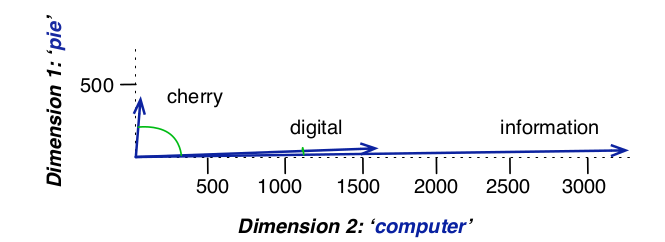 Dimension 1: ‘pie’
500
cherry
digital
information
500
1000
1500
2000
2500
3000
Dimension 2: ‘computer’